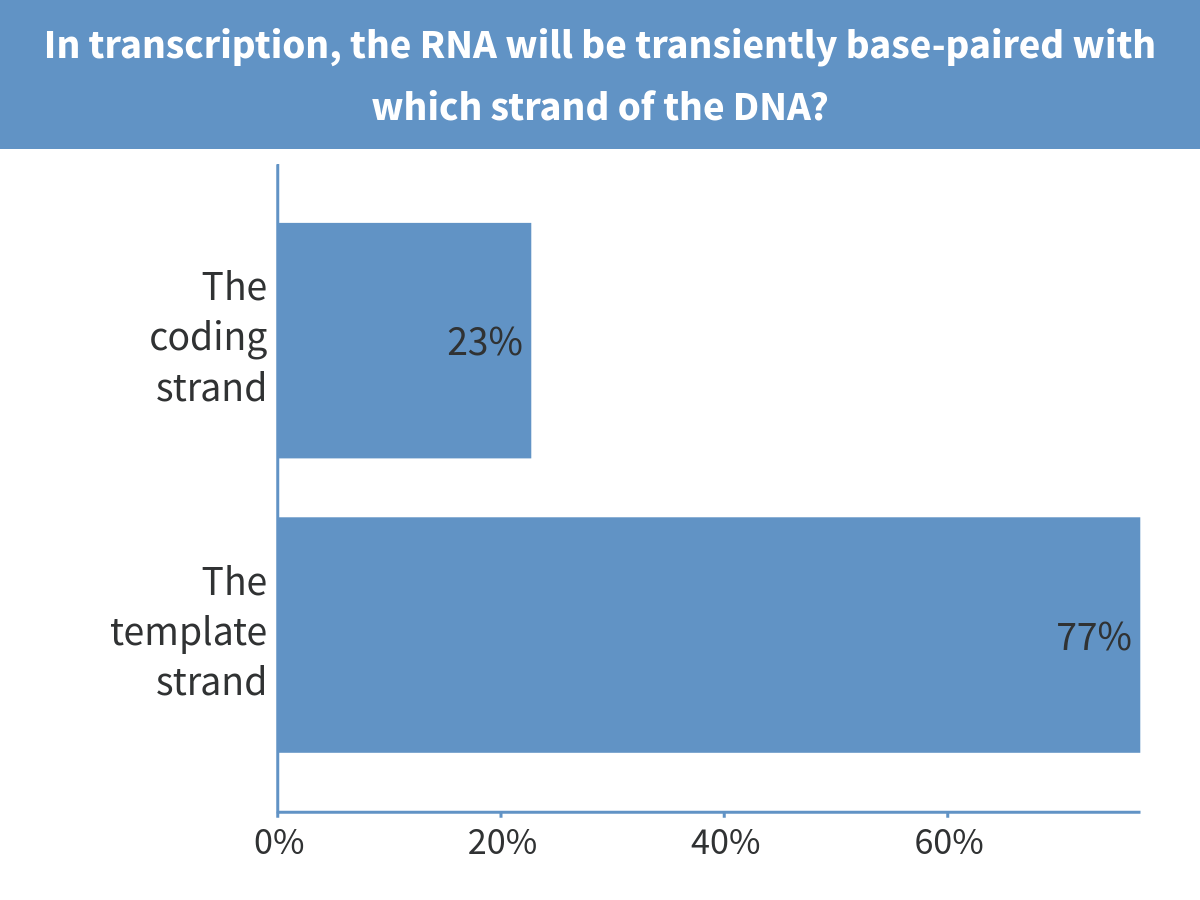 In transcription, the RNA will be transiently base-paired with
which strand of the DNA?
The
coding
strand
23%
The
template
strand
77%
0%
20%
40%
60%